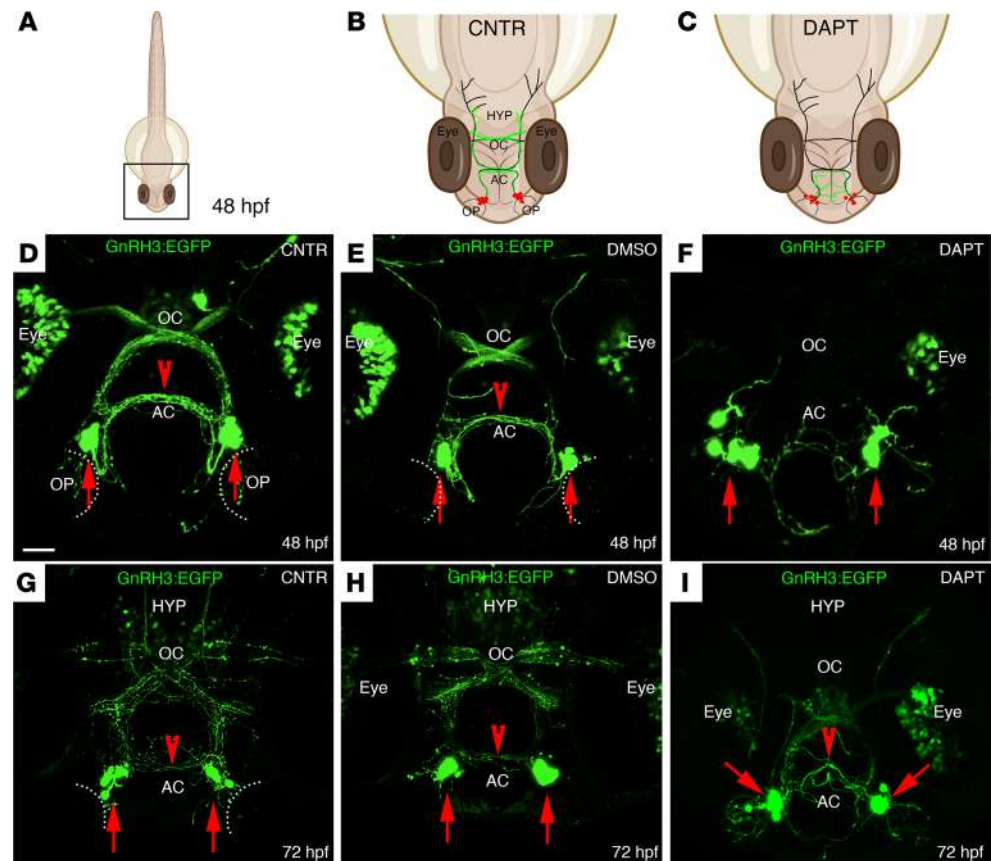 A
48 hpf
B
CNTR
HYP
Eye
Eye
OC
AC
OP
OP
C
DAPT
D
GnRH3:EGFP
CNTR
OC
Eye
Eye
AC
OP
OP
48 hpf
E
GnRH3:EGFP
DMSO
OC
Eye
Eye
AC
48 hpf
F
GnRH3:EGFP
DAPT
OC
Eye
AC
48 hpf
G
GnRH3:EGFP
CNTR
HYP
OC
AC
72 hpf
H
GnRH3:EGFP
DMSO
HYP
OC
Eye
Eye
AC
72 hpf
I
GnRH3:EGFP
DAPT
HYP
OC
Eye
Eye
AC
72 hpf